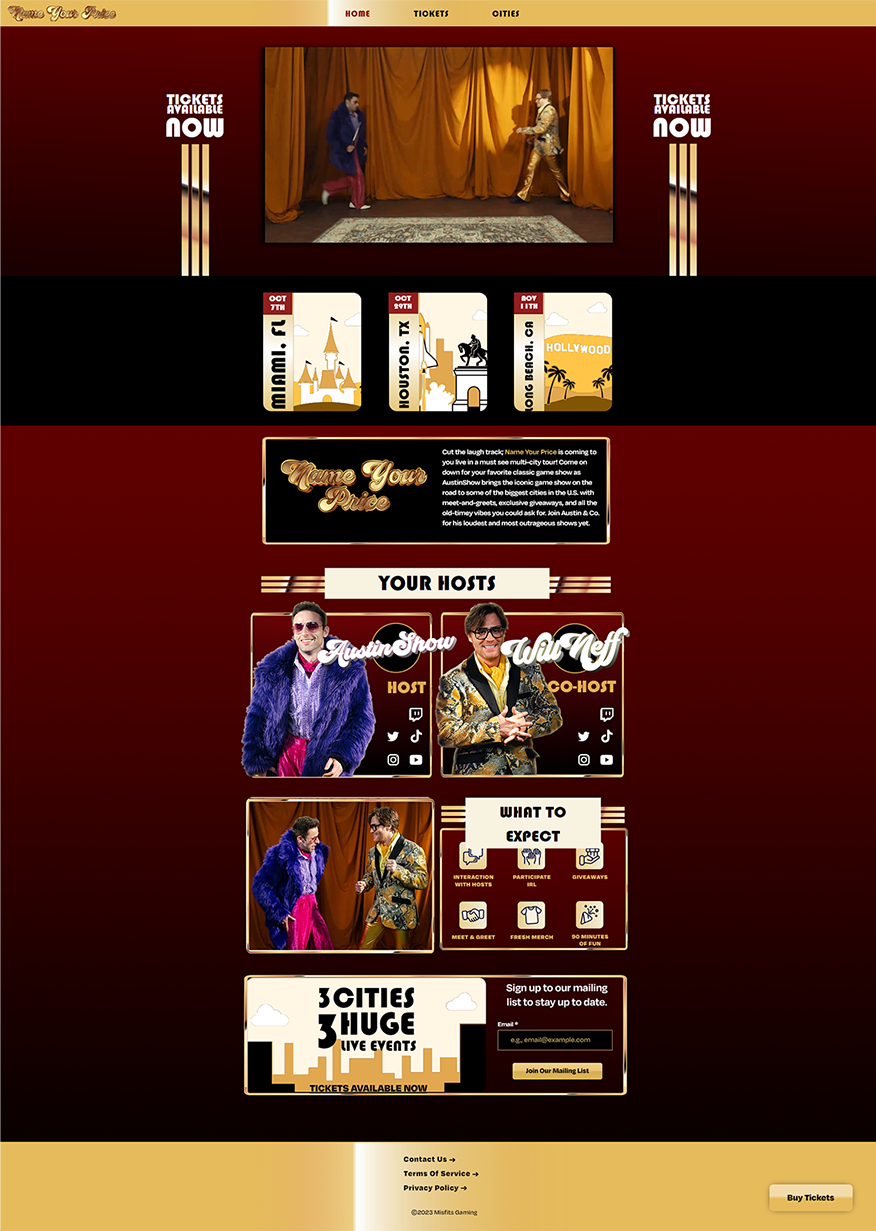 Name Your Price
HOME
TICKETS
CITIES
TICKETS
AVAILABLE
NOW
TICKETS
AVAILABLE
NOW
OCT
7TH
MIAMI, FL
OCT
29TH
HOUSTON, TX
NOV
11TH
LONG BEACH, CA
HOLLYWOOD
Name Your
Price
Cut the laugh track; Name Your Price is coming to
you live in a must see multi-city tour! Come on
down for your favorite classic game show as
AustinShow brings the iconic game show on the
road to some of the biggest cities in the U.S. with
meet-and-greets, exclusive giveaways, and all the
old-timey vibes you could ask for. Join Austin & Co.
for his loudest and most outrageous shows yet.
YOUR HOSTS
AustinShow
HOST
Will Neff
CO-HOST
WHAT TO
EXPECT
INTERACTION
WITH HOSTS
PARTICIPATE
IRL
GIVEAWAYS
MEET & GREET
FRESH MERCH
90 MINUTES
OF FUN
3 CITIES
3 HUGE
LIVE EVENTS
TICKETS AVAILABLE NOW
Sign up to our mailing
list to stay up to date.
Email *
e.g., email@example.com
Join Our Mailing List
Contact Us →
Terms Of Service →
Privacy Policy →
©2023 Misfits Gaming
Buy Tickets